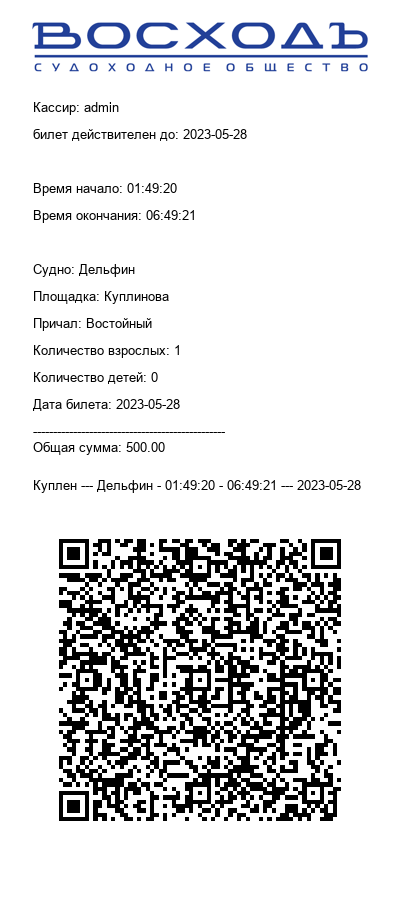 ВОСХОДЪ
СУДОХОДНОЕ ОБЩЕСТВО
Кассир: admin
билет действителен до: 2023-05-28
Время начало: 01:49:20
Время окончания: 06:49:21
Судно: Дельфин
Площадка: Куплинова
Причал: Востойный
Количество взрослых: 1
Количество детей: 0
Дата билета: 2023-05-28
------------------------------------------------
Общая сумма: 500.00
Куплен --- Дельфин - 01:49:20 - 06:49:21 --- 2023-05-28